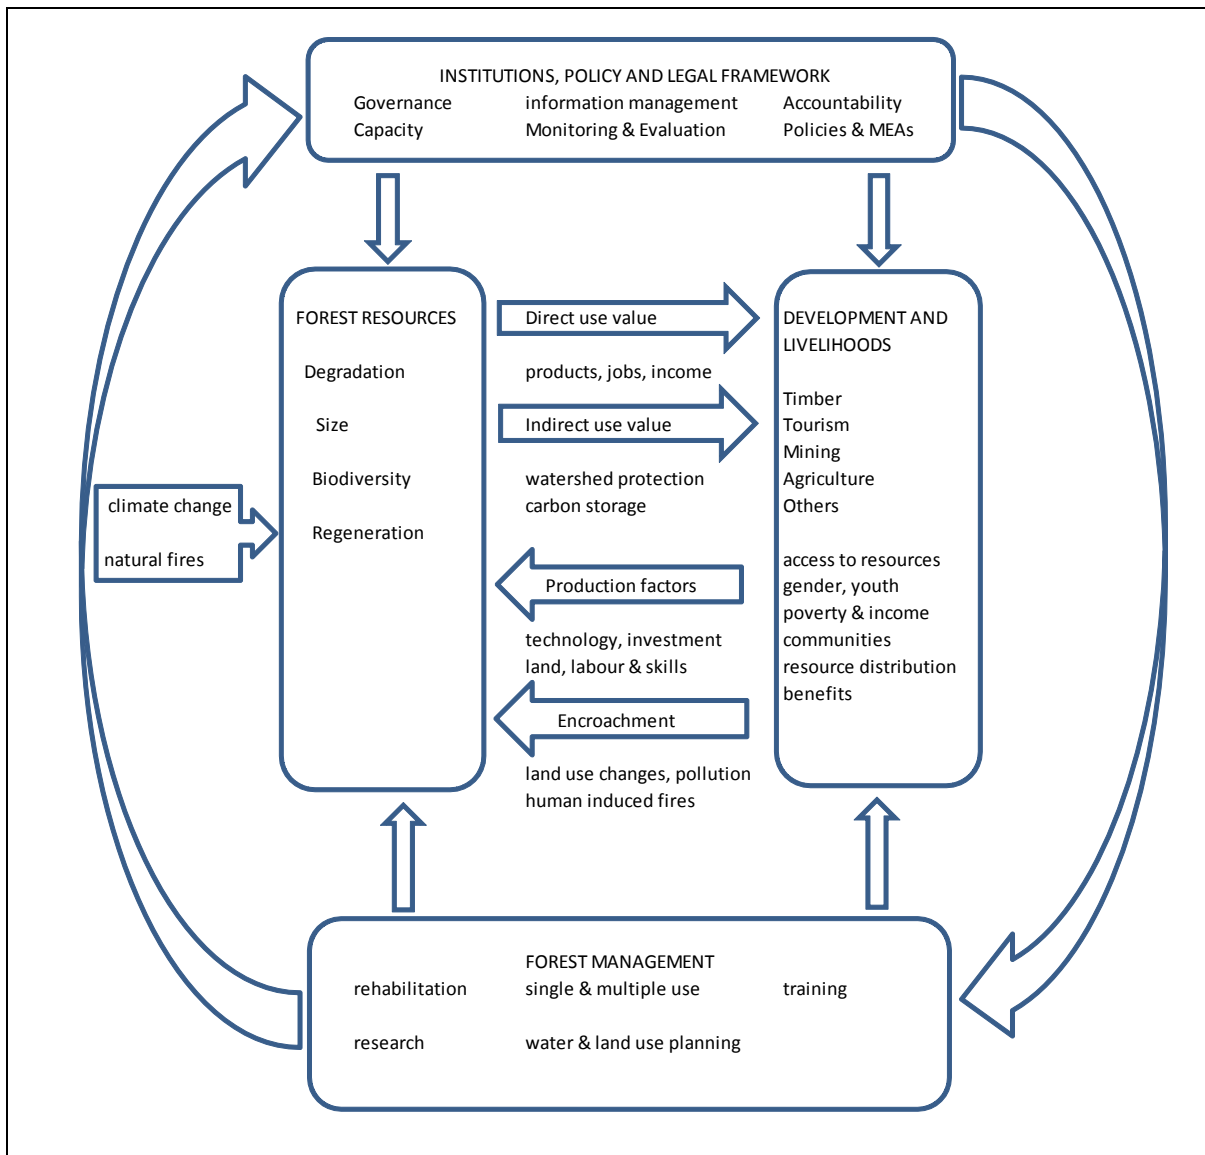 INSTITUTIONS, POLICY AND LEGAL FRAMEWORK
Governance information management Accountability
Capacity Monitoring & Evaluation Policies & MEAs
FOREST RESOURCES
Degradation
Size
Biodiversity
Regeneration
climate change
natural fires
Direct use value
products, jobs, income
Indirect use value
watershed protection
carbon storage
Production factors
technology, investment
land, labour & skills
Encroachment
land use changes, pollution
human induced fires
DEVELOPMENT AND
LIVELIHOODS
Timber
Tourism
Mining
Agriculture
Others
access to resources
gender, youth
poverty & income
communities
resource distribution
benefits
FOREST MANAGEMENT
rehabilitation single & multiple use training
research water & land use planning